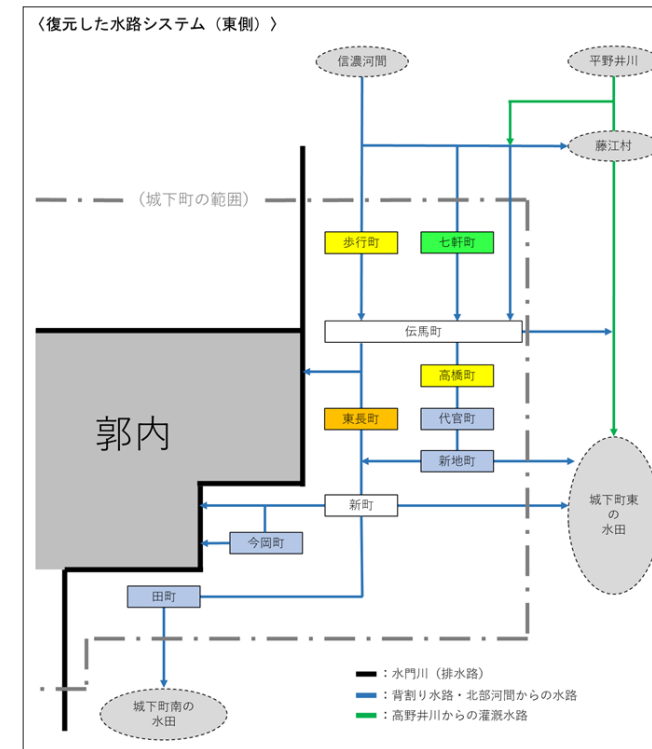 〈復元した水路システム（東側）〉
信濃河間
平野井川
藤江村
（城下町の範囲）
歩行町
七軒町
伝馬町
高橋町
郭内
東長町
代官町
新地町
新町
城下町東
の
水田
今岡町
田町
城下町南の
水田
：水門川（排水路）
：背割り水路・北部河間からの水路
：高野井川からの灌漑水路